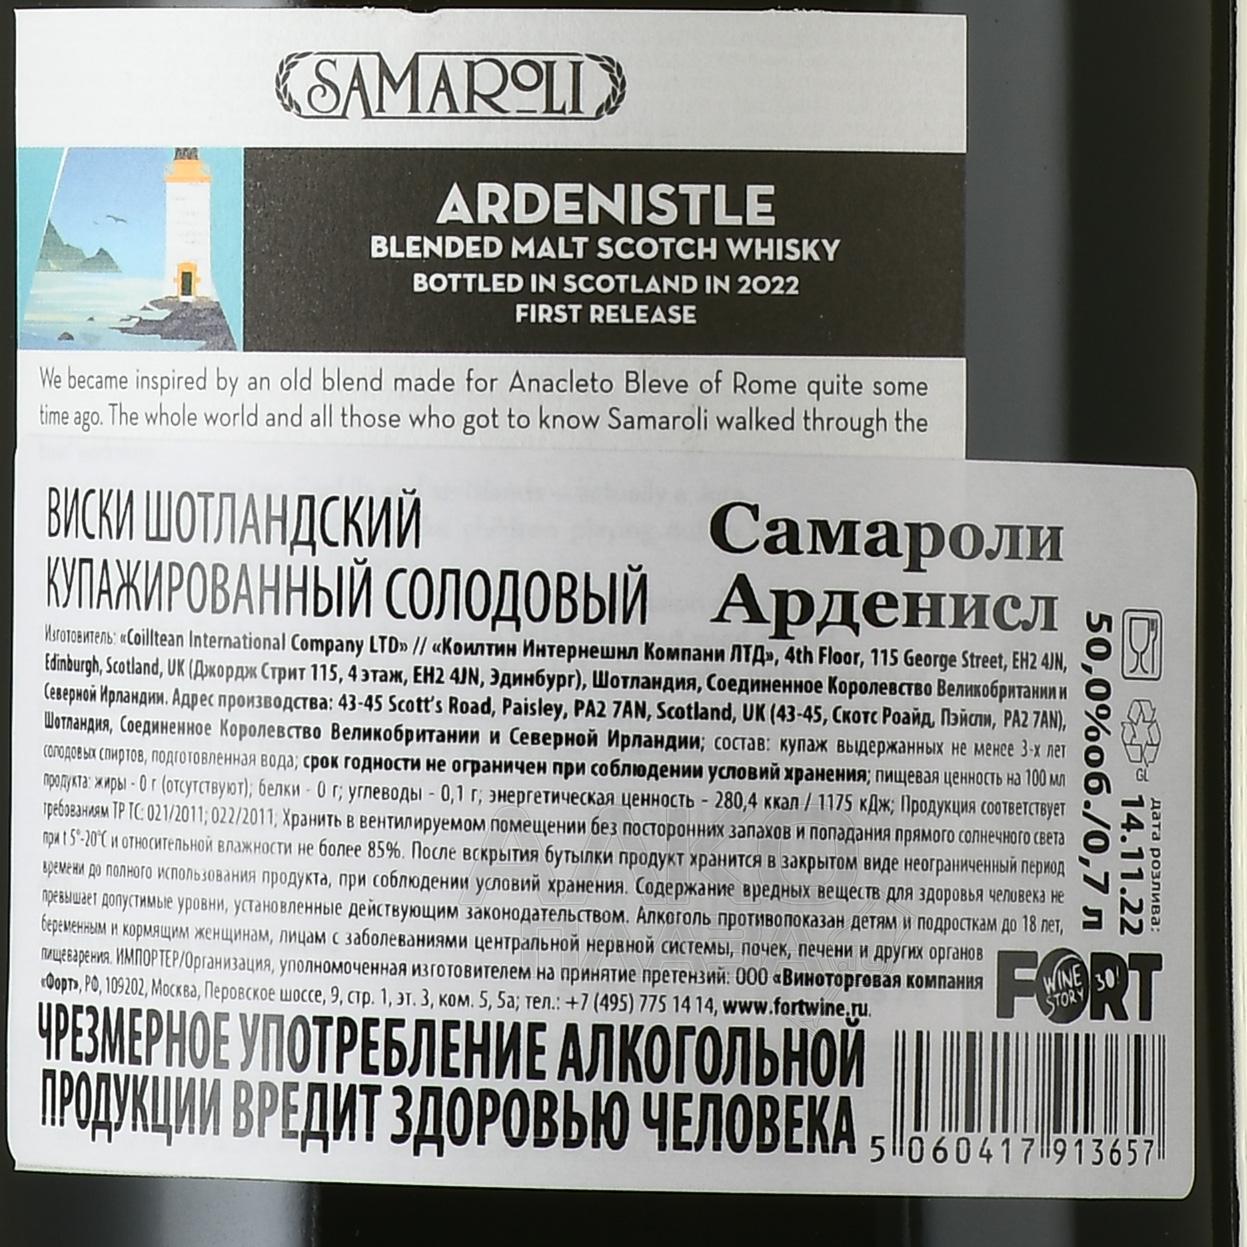 SAMAROLI
ARDENISTLE
BLENDED MALT SCOTCH WHISKY
BOTTLED IN SCOTLAND IN 2022
FIRST RELEASE
We became inspired by an old blend made for Anacleto Bleve of Rome quite some
time ago. The whole world and all those who got to know Samaroli walked through the
ВИСКИ ШОТЛАНДСКИЙ
КУПАЖИРОВАННЫЙ СОЛОДОВЫЙ
Самароли
Арденисл
Изготовитель: «Coilltean International Company LTD» // «Коилтин Интернешнл Компани ЛТД», 4th Floor, 115 George Street, EH2 4JN,
Edinburgh, Scotland, UK (Джордж Стрит 115, 4 этаж, EH2 4JN, Эдинбург), Шотландия, Соединенное Королевство Великобритании и
Северной Ирландии. Адрес производства: 43-45 Scott's Road, Paisley, PA2 7AN, Scotland, UK (43-45, Скотс Роайд, Пэйсли, PA2 7AN),
Шотландия, Соединенное Королевство Великобритании и Северной Ирландии; состав: купаж выдержанных не менее 3-х лет
солодовых спиртов, подготовленная вода; срок годности не ограничен при соблюдении условий хранения; пищевая ценность на 100 мл
продукта: жиры - 0 г (отсутствуют); белки - 0 г; углеводы - 0,1 г; энергетическая ценность - 280,4 ккал / 1175 кДж; Продукция соответствует
требованиям ТР ТС: 021/2011; 022/2011; Хранить в вентилируемом помещении без посторонних запахов и попадания прямого солнечного света
при t 5°-20°C и относительной влажности не более 85%. После вскрытия бутылки продукт хранится в закрытом виде неограниченный период
времени до полного использования продукта, при соблюдении условий хранения. Содержание вредных веществ для здоровья человека не
превышает допустимые уровни, установленные действующим законодательством. Алкоголь противопоказан детям и подросткам до 18 лет,
беременным и кормящим женщинам, лицам с заболеваниями центральной нервной системы, почек, печени и других органов
пищеварения. ИМПОРТЕР/Организация, уполномоченная изготовителем на принятие претензий: ООО «Виноторговая компания
«Форт», РФ, 109202, Москва, Перовское шоссе, 9, стр. 1, эт. 3, ком. 5, 5а; тел.: +7 (495) 775 14 14, www.fortwine.ru.
50,0%об./0,7 л
GL
дата розлива:
14.11.22
FORT
WINE STORY 30!
ЧРЕЗМЕРНОЕ УПОТРЕБЛЕНИЕ АЛКОГОЛЬНОЙ
ПРОДУКЦИИ ВРЕДИТ ЗДОРОВЬЮ ЧЕЛОВЕКА
5 060417 913657